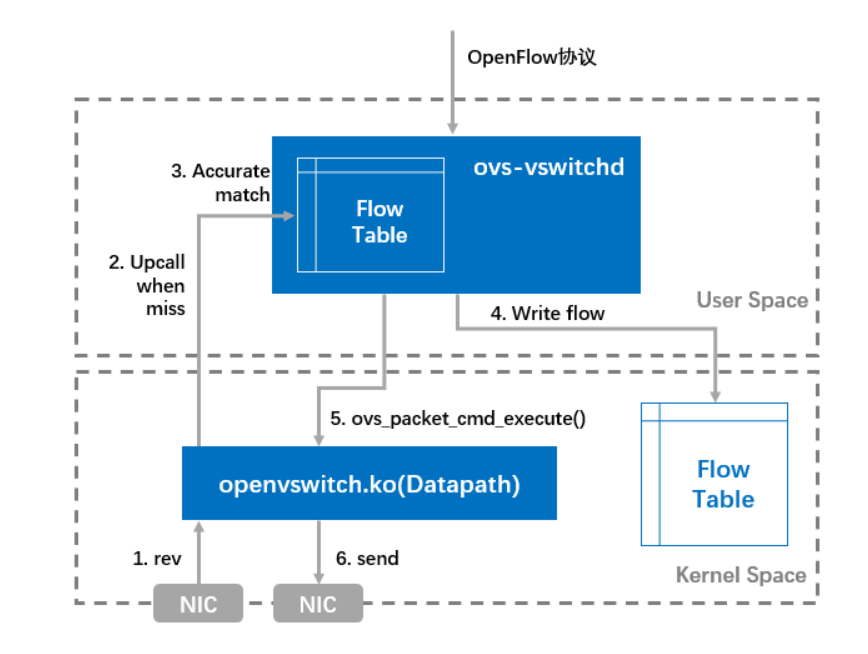 OpenFlow协议
3. Accurate
match
ovs-vswitchd
Flow
Table
2. Upcall
when
miss
4. Write flow
User Space
5. ovs_packet_cmd_execute()
openvswitch.ko(Datapath)
Flow
Table
1. rev
6. send
Kernel Space
NIC
NIC